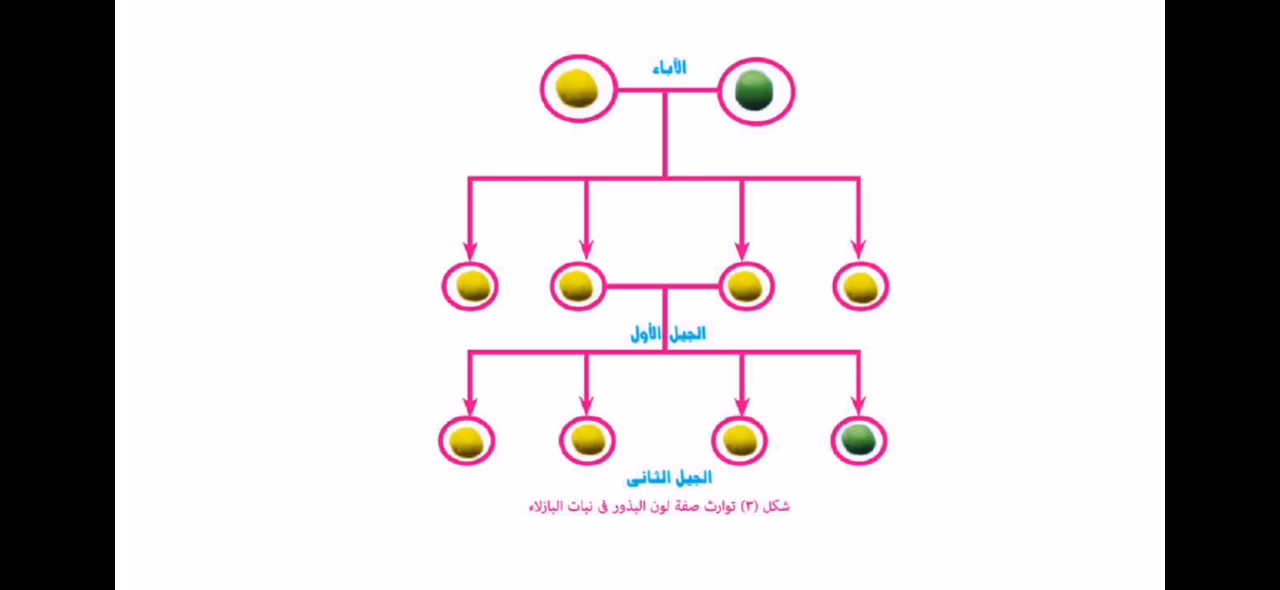 الآباء
الجيل الأول
الجيل الثانى
شكل (٣) توارث صفة لون البذور فى نبات البازلاء